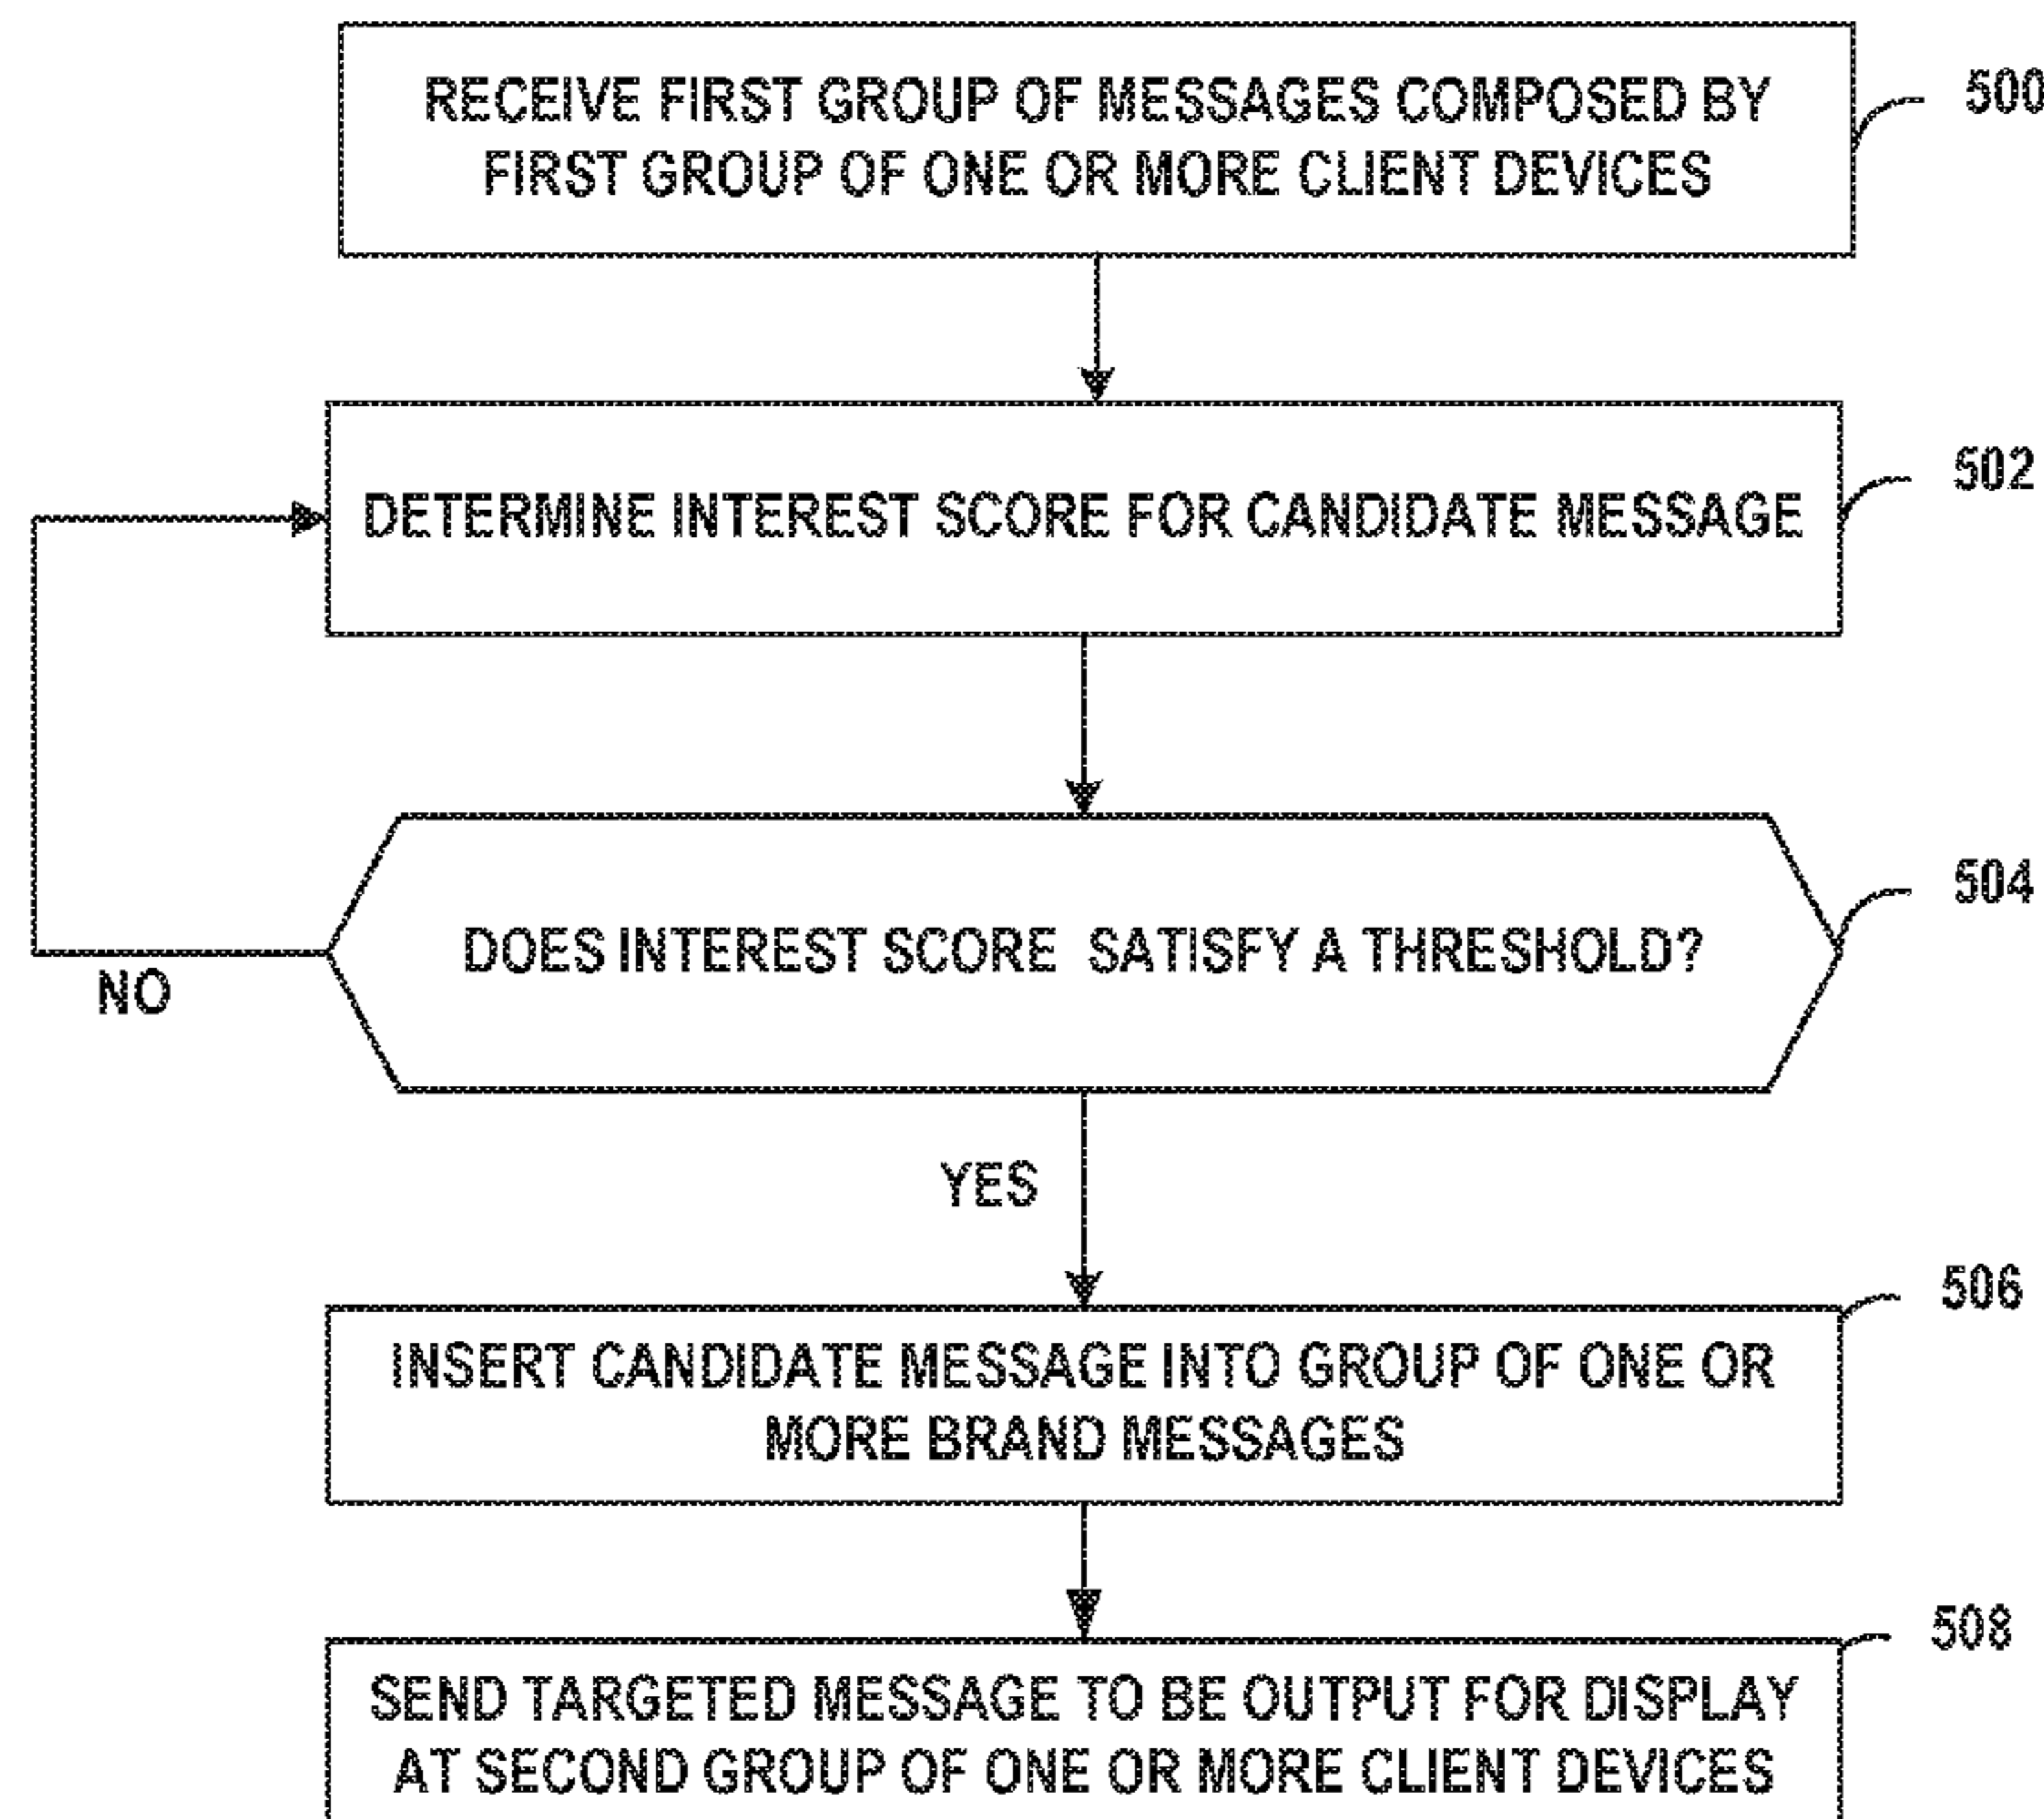 RECEIVE FIRST GROUP OF MESSAGES COMPOSED BY
FIRST GROUP OF ONE OR MORE CLIENT DEVICES
500
DETERMINE INTEREST SCORE FOR CANDIDATE MESSAGE
502
DOES INTEREST SCORE SATISFY A THRESHOLD?
504
NO
YES
506
INSERT CANDIDATE MESSAGE INTO GROUP OF ONE OR
MORE BRAND MESSAGES
508
SEND TARGETED MESSAGE TO BE OUTPUT FOR DISPLAY
AT SECOND GROUP OF ONE OR MORE CLIENT DEVICES